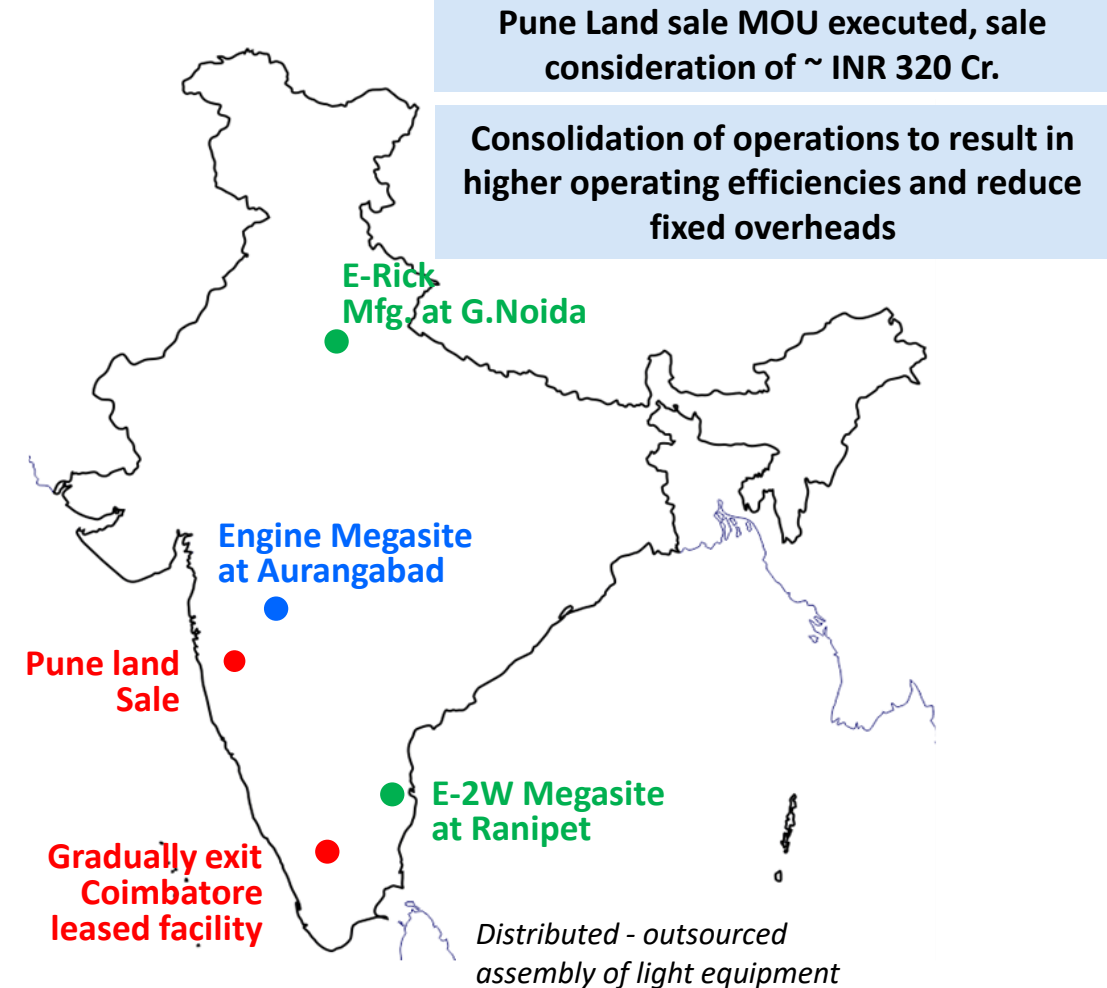 Pune Land sale MOU executed, sale
consideration of ~ INR 320 Cr.
Consolidation of operations to result in
higher operating efficiencies and reduce
fixed overheads
E-Rick
Mfg. at G.Noida
Engine Megasite
at Aurangabad
Pune land
Sale
E-2W Megasite
at Ranipet
Gradually exit
Coimbatore
leased facility
Distributed - outsourced
assembly of light equipment